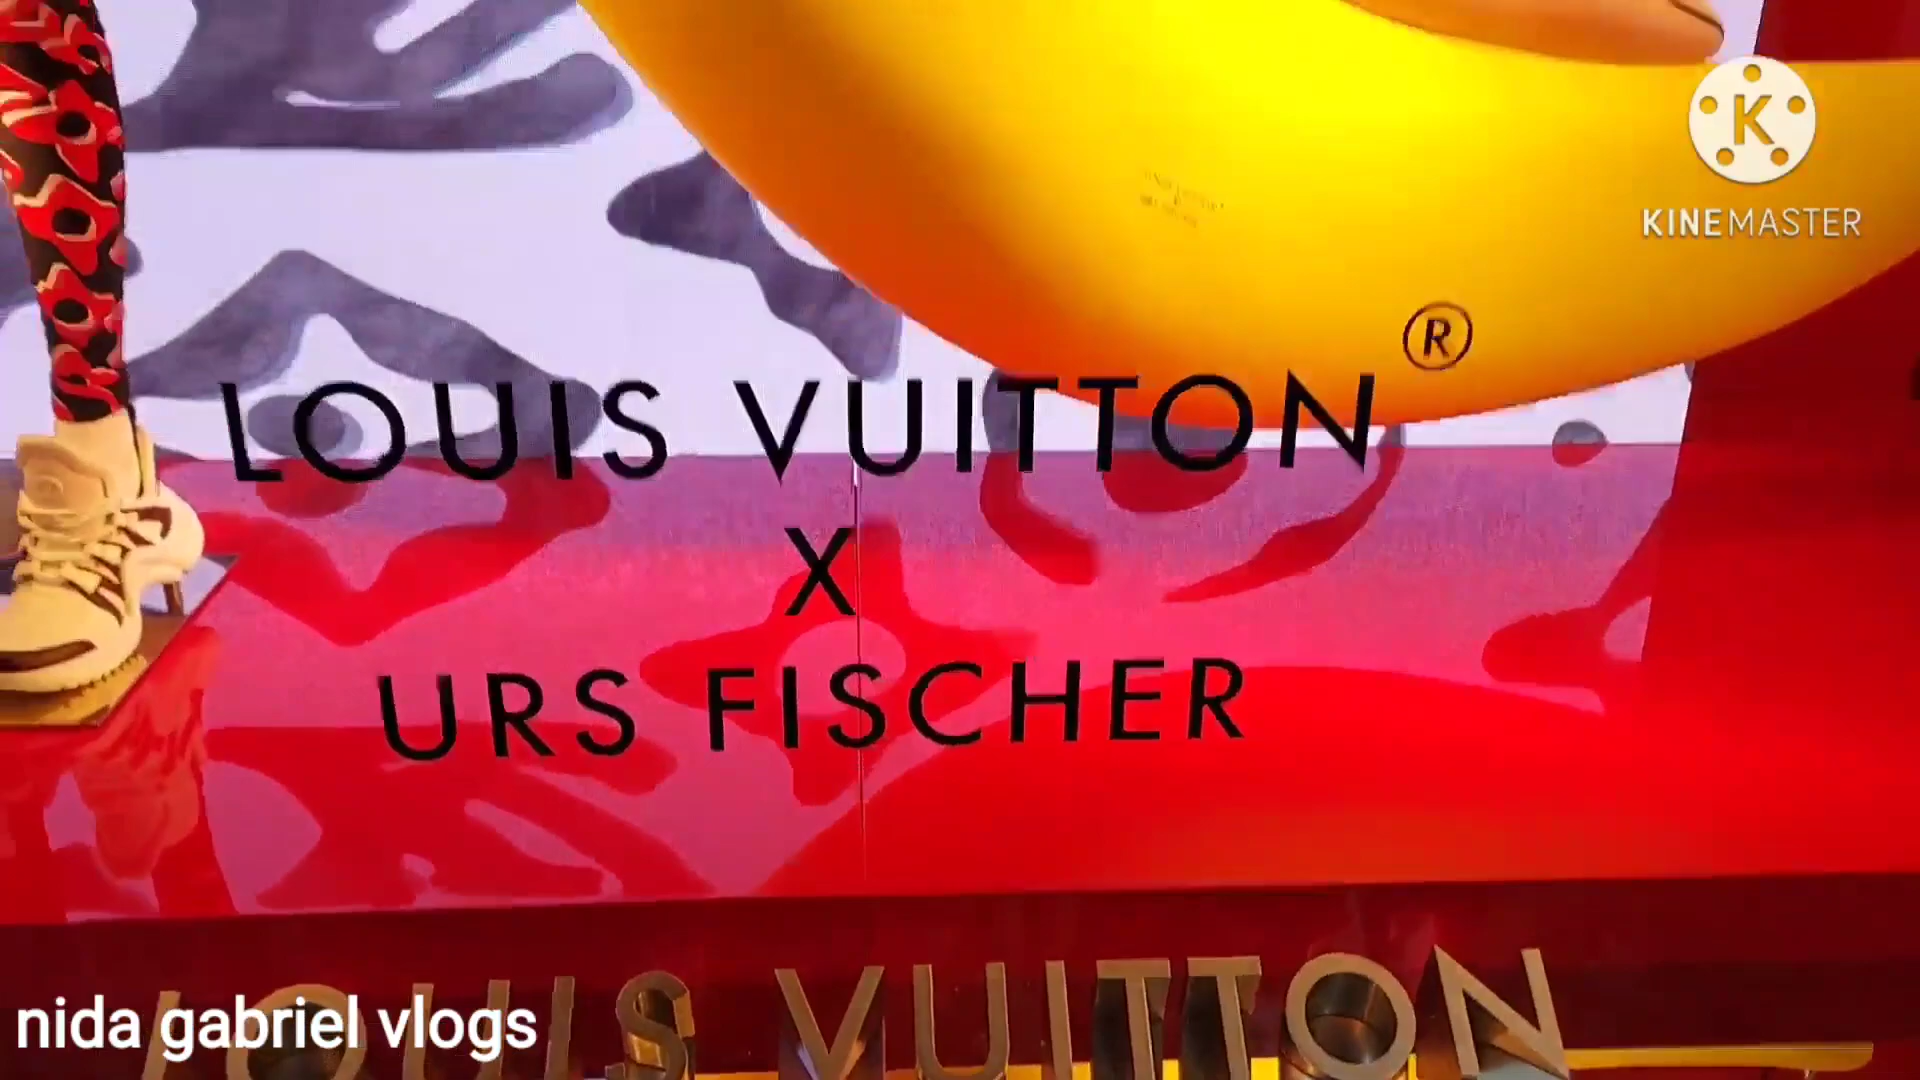 K
KINEMASTER
LOUIS VUITTON®
X
URS FISCHER
LOUIS VUITTON
nida gabriel vlogs